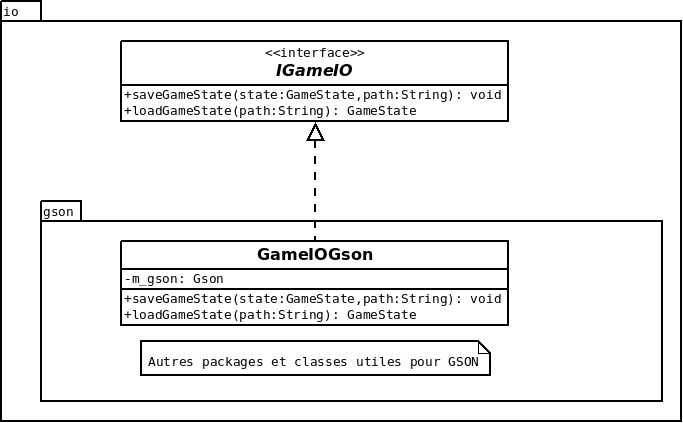 io
<<interface>>
IGameIO
+saveGameState(state:GameState,path:String): void
+loadGameState(path:String): GameState
gson
GameIOGson
-m_gson: Gson
+saveGameState(state:GameState,path:String): void
+loadGameState(path:String): GameState
Autres packages et classes utiles pour GSON